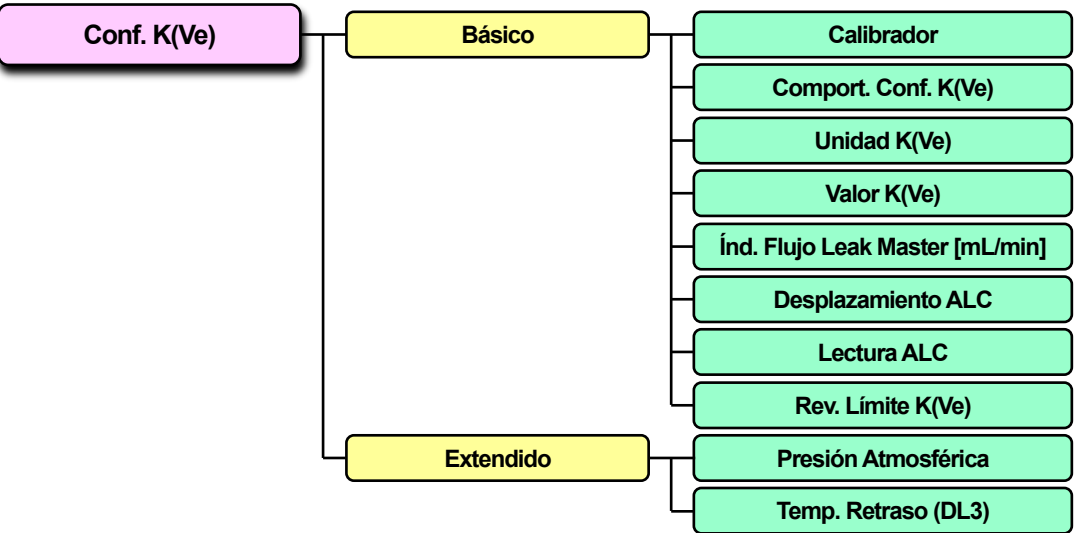 Conf. K(Ve)
Básico
Calibrador
Comport. Conf. K(Ve)
Unidad K(Ve)
Valor K(Ve)
Índ. Flujo Leak Master [mL/min]
Desplazamiento ALC
Lectura ALC
Rev. Límite K(Ve)
Extendido
Presión Atmosférica
Temp. Retraso (DL3)